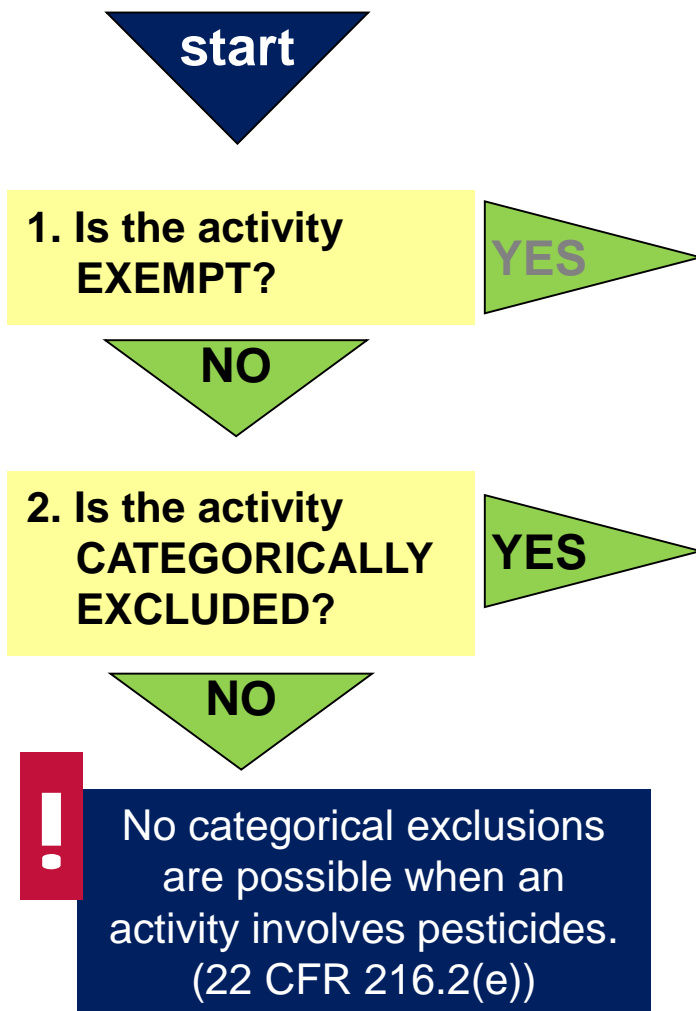 start
1. Is the activity
EXEMPT?
YES
NO
2. Is the activity
CATEGORICALLY
EXCLUDED?
YES
NO
!
No categorical exclusions
are possible when an
activity involves pesticides.
(22 CFR 216.2(e))